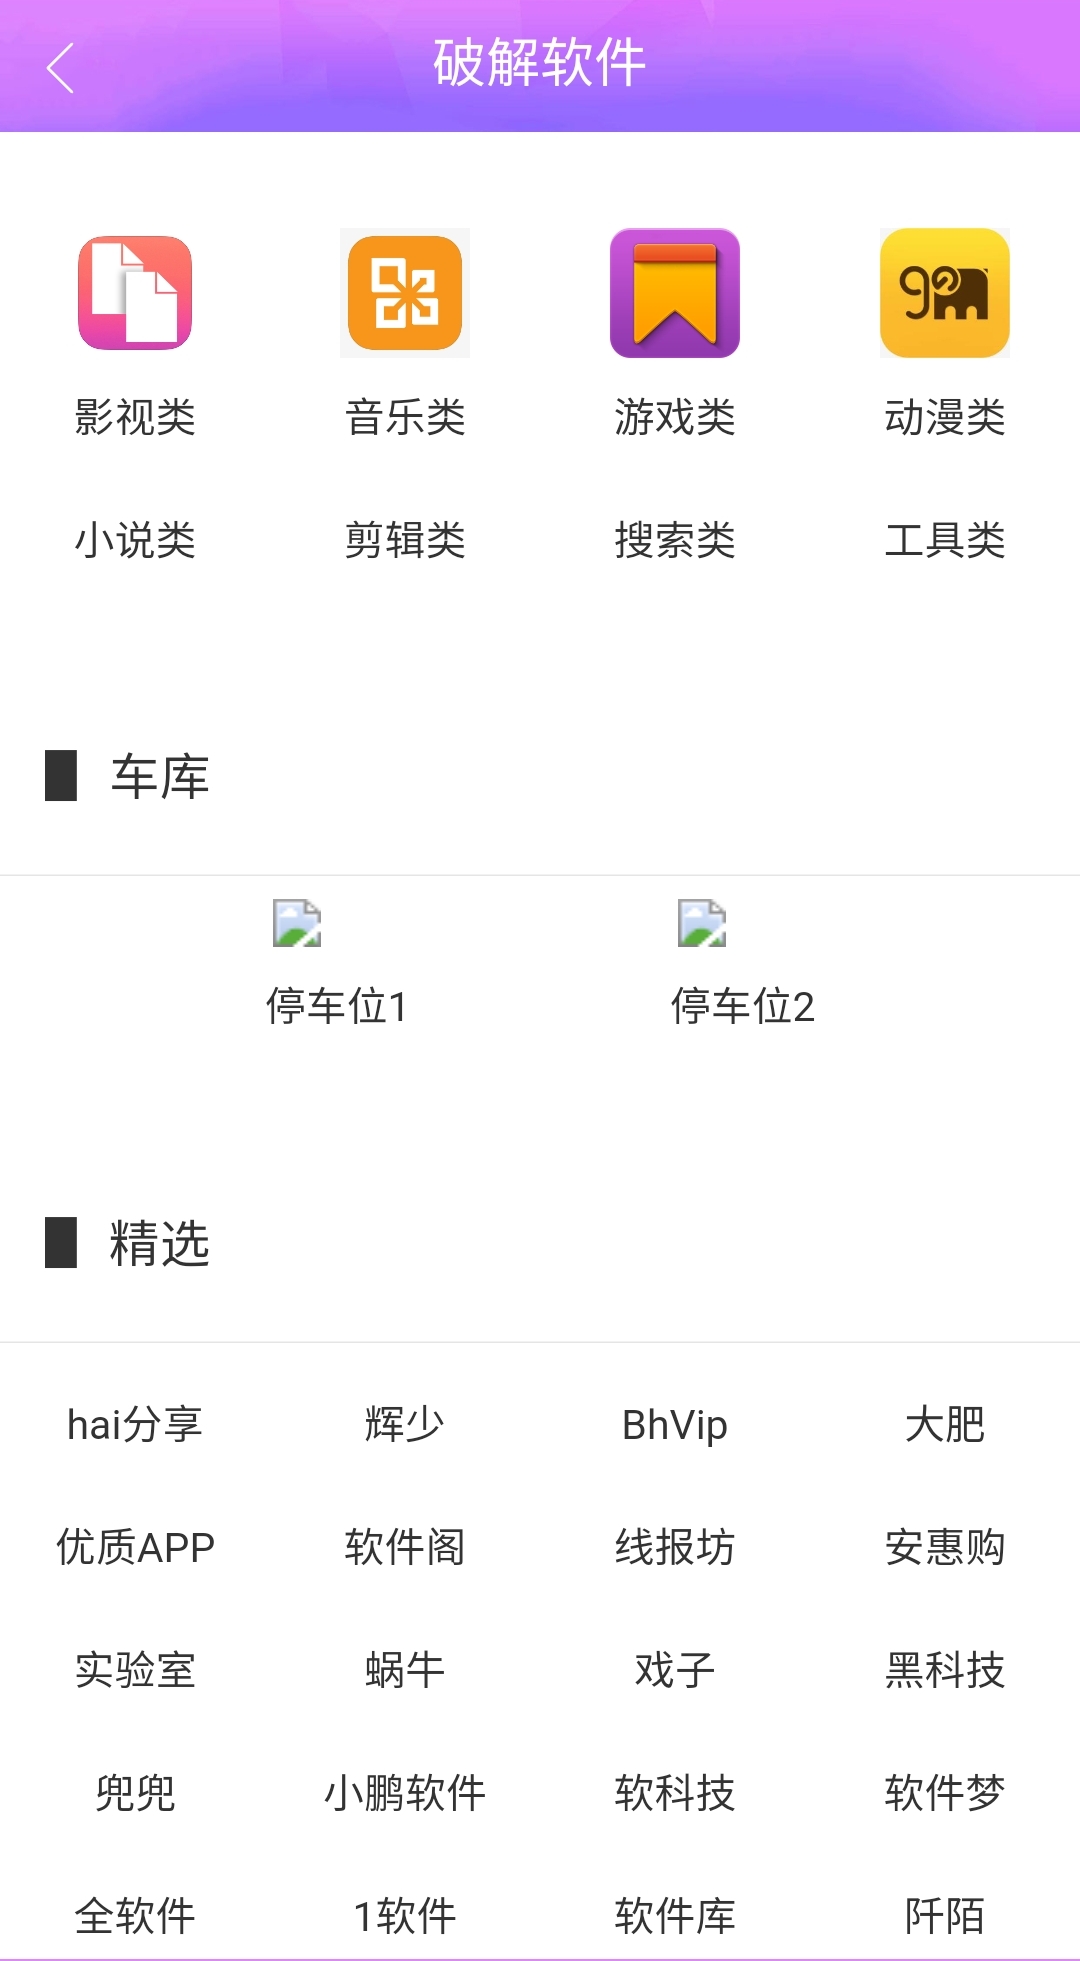 破解软件
go2
影视类 音乐类 游戏类 动漫类
小说类 剪辑类 搜索类 工具类
车库
停车位1 停车位2
精选
hai分享 辉少 BhVip 大肥
优质APP 软件阁 线报坊 安惠购
实验室 蜗牛 戏子 黑科技
兜兜 小鹏软件 软科技 软件梦
全软件 1软件 软件库 阡陌